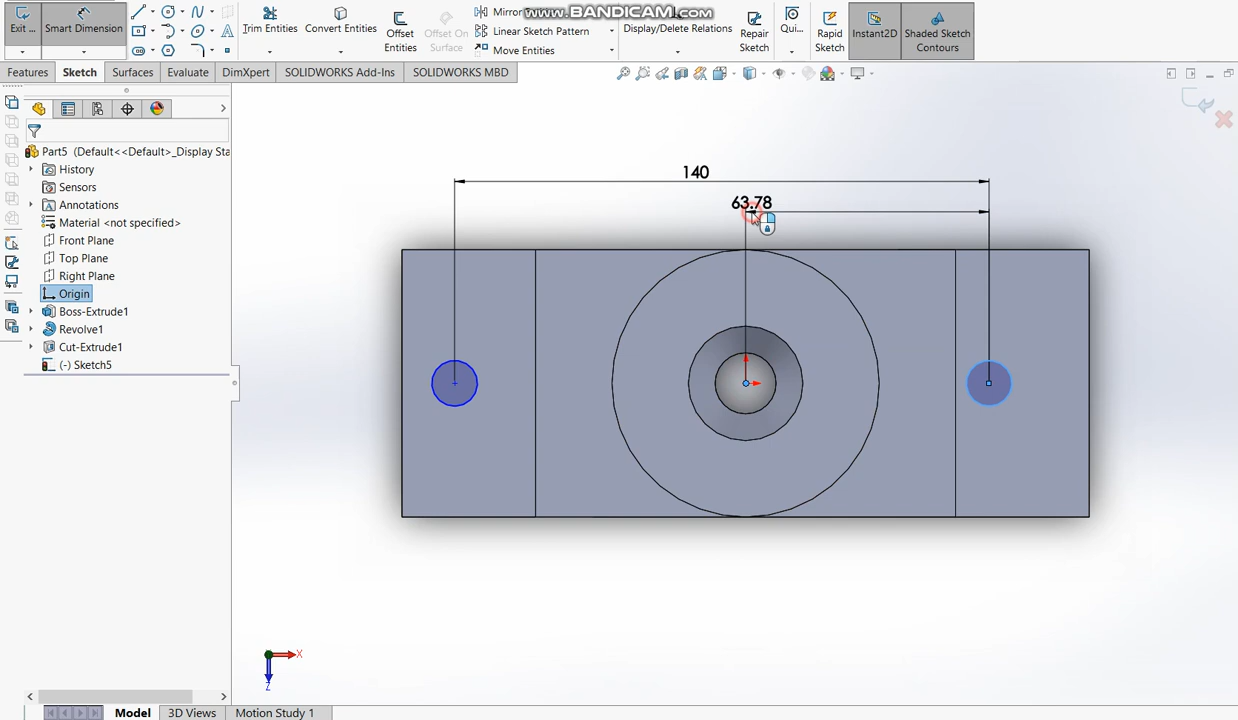 www.BANDICAM.com
Exit ...
Smart Dimension
Trim Entities
Convert Entities
Offset Entities
Offset On Surface
Mirror
Linear Sketch Pattern
Move Entities
Display/Delete Relations
Repair Sketch
Qui...
Rapid Sketch
Instant2D
Shaded Sketch Contours
Features
Sketch
Surfaces
Evaluate
DimXpert
SOLIDWORKS Add-Ins
SOLIDWORKS MBD
Part5 (Default<<Default>_Display Sta
History
Sensors
Annotations
Material <not specified>
Front Plane
Top Plane
Right Plane
Origin
Boss-Extrude1
Revolve1
Cut-Extrude1
(-) Sketch5
140
63.78
X
Z
Model
3D Views
Motion Study 1